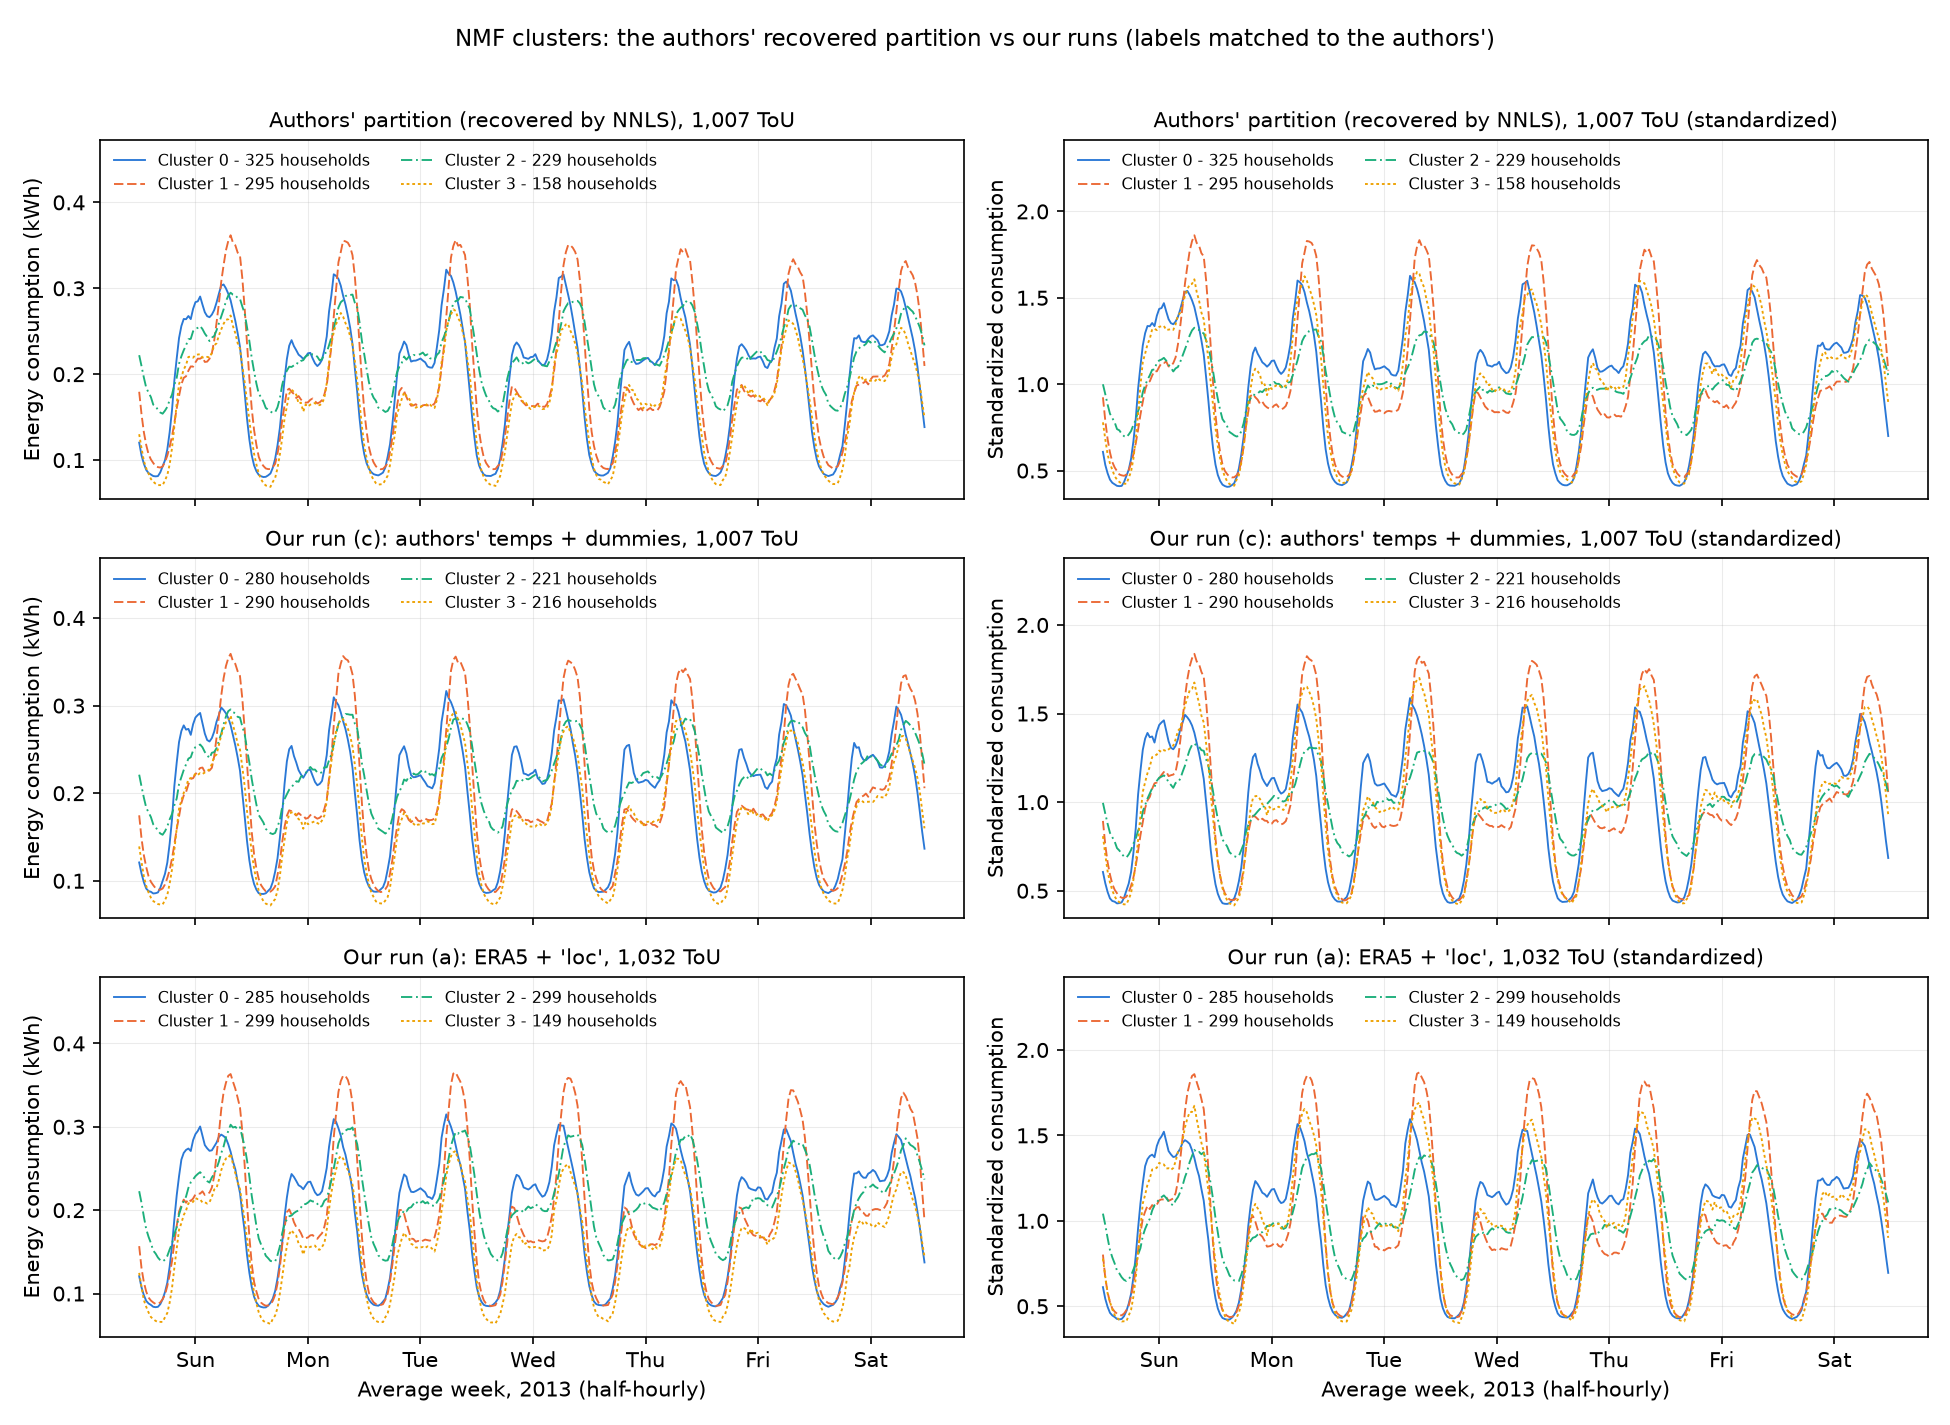 NMF clusters: the authors' recovered partition vs our runs (labels matched to the authors')
Authors' partition (recovered by NNLS), 1,007 ToU
Cluster 0 - 325 households
Cluster 1 - 295 households
Cluster 2 - 229 households
Cluster 3 - 158 households
Energy consumption (kWh)
0.4
0.3
0.2
0.1
Authors' partition (recovered by NNLS), 1,007 ToU (standardized)
Cluster 0 - 325 households
Cluster 1 - 295 households
Cluster 2 - 229 households
Cluster 3 - 158 households
Standardized consumption
2.0
1.5
1.0
0.5
Our run (c): authors' temps + dummies, 1,007 ToU
Cluster 0 - 280 households
Cluster 1 - 290 households
Cluster 2 - 221 households
Cluster 3 - 216 households
Energy consumption (kWh)
0.4
0.3
0.2
0.1
Our run (c): authors' temps + dummies, 1,007 ToU (standardized)
Cluster 0 - 280 households
Cluster 1 - 290 households
Cluster 2 - 221 households
Cluster 3 - 216 households
Standardized consumption
2.0
1.5
1.0
0.5
Our run (a): ERA5 + 'loc', 1,032 ToU
Cluster 0 - 285 households
Cluster 1 - 299 households
Cluster 2 - 299 households
Cluster 3 - 149 households
Energy consumption (kWh)
0.4
0.3
0.2
0.1
Sun Mon Tue Wed Thu Fri Sat
Average week, 2013 (half-hourly)
Our run (a): ERA5 + 'loc', 1,032 ToU (standardized)
Cluster 0 - 285 households
Cluster 1 - 299 households
Cluster 2 - 299 households
Cluster 3 - 149 households
Standardized consumption
2.0
1.5
1.0
0.5
Sun Mon Tue Wed Thu Fri Sat
Average week, 2013 (half-hourly)